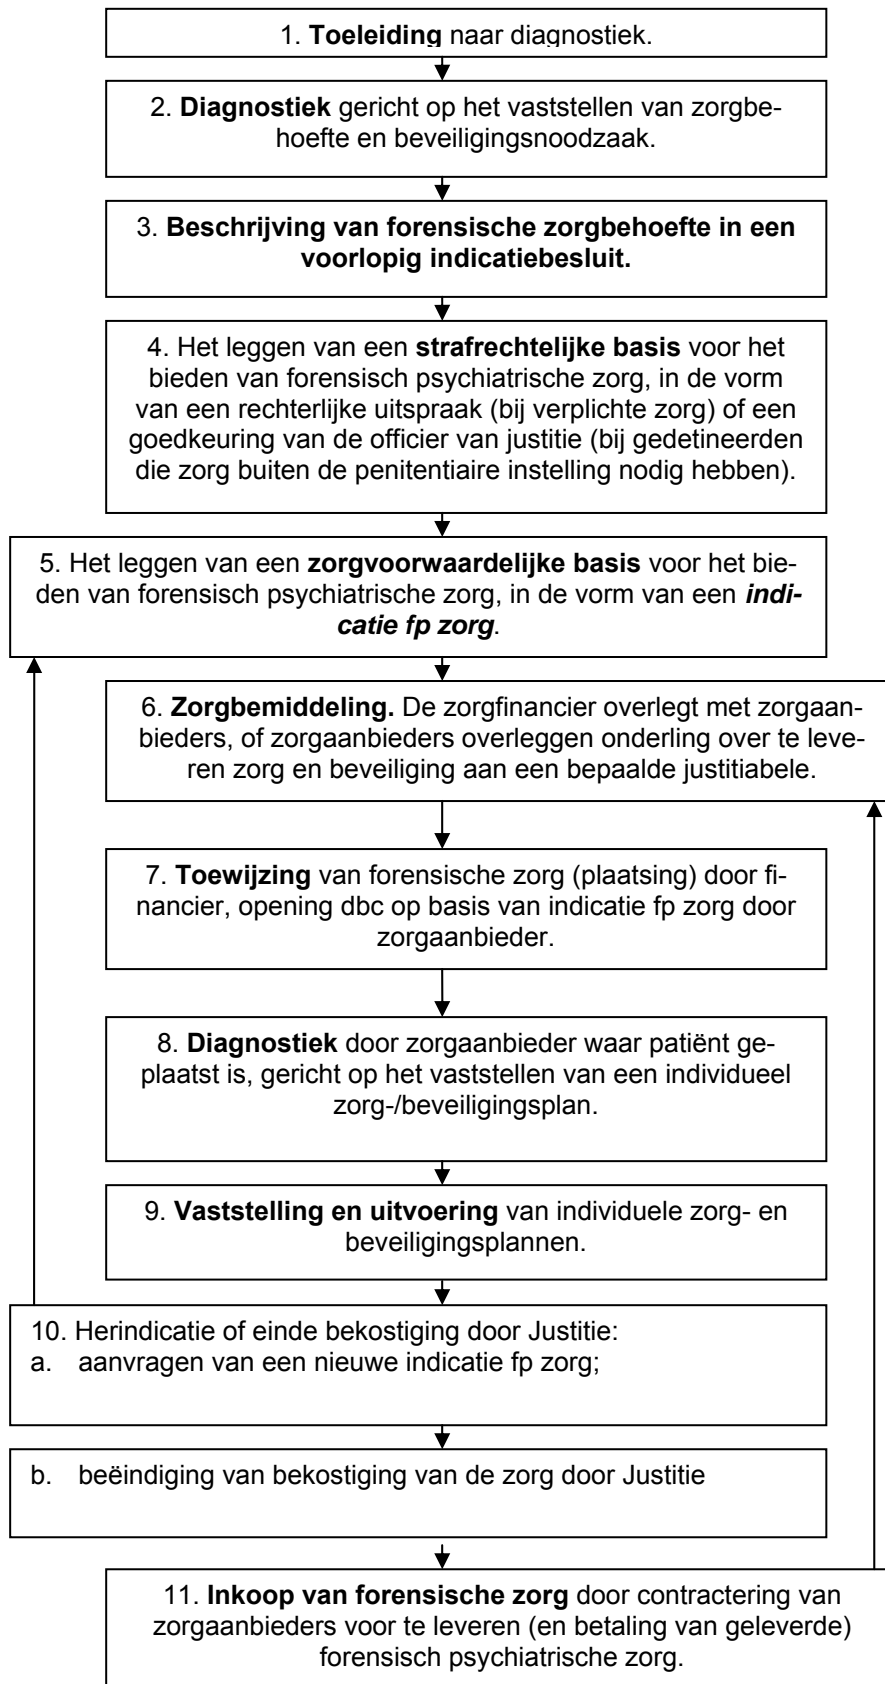 1. Toeleiding naar diagnostiek.
2. Diagnostiek gericht op het vaststellen van zorgbe-
hoefte en beveiligingsnoodzaak.
3. Beschrijving van forensische zorgbehoefte in een
voorlopig indicatiebesluit.
4. Het leggen van een strafrechtelijke basis voor het
bieden van forensisch psychiatrische zorg, in de vorm
van een rechterlijke uitspraak (bij verplichte zorg) of een
goedkeuring van de officier van justitie (bij gedetineerden
die zorg buiten de penitentiaire instelling nodig hebben).
5. Het leggen van een zorgvoorwaardelijke basis voor het bie-
den van forensisch psychiatrische zorg, in de vorm van een indi-
catie fp zorg.
6. Zorgbemiddeling. De zorgfinancier overlegt met zorgaan-
bieders, of zorgaanbieders overleggen onderling over te leve-
ren zorg en beveiliging aan een bepaalde justitiabele.
7. Toewijzing van forensische zorg (plaatsing) door fi-
nancier, opening dbc op basis van indicatie fp zorg door
zorgaanbieder.
8. Diagnostiek door zorgaanbieder waar patiënt ge-
plaatst is, gericht op het vaststellen van een individueel
zorg-/beveiligingsplan.
9. Vaststelling en uitvoering van individuele zorg- en
beveiligingsplannen.
10. Herindicatie of einde bekostiging door Justitie:
a. aanvragen van een nieuwe indicatie fp zorg;
b. beëindiging van bekostiging van de zorg door Justitie
11. Inkoop van forensische zorg door contractering van
zorgaanbieders voor te leveren (en betaling van geleverde)
forensisch psychiatrische zorg.